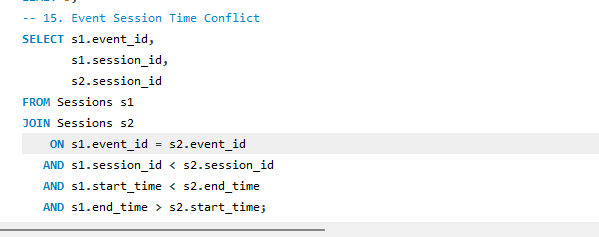 -- 15. Event Session Time Conflict
SELECT s1.event_id,
s1.session_id,
s2.session_id
FROM Sessions s1
JOIN Sessions s2
ON s1.event_id = s2.event_id
AND s1.session_id < s2.session_id
AND s1.start_time < s2.end_time
AND s1.end_time > s2.start_time;